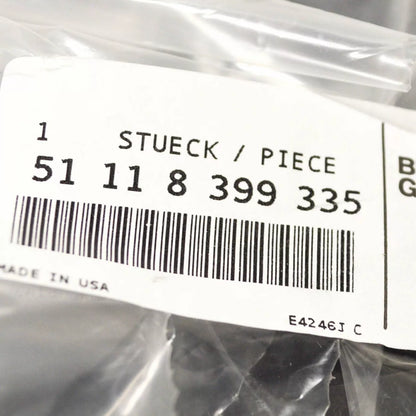 1 STUECK / PIECE
51 11 8 399 335
MADE IN USA
E4246J C
B
G